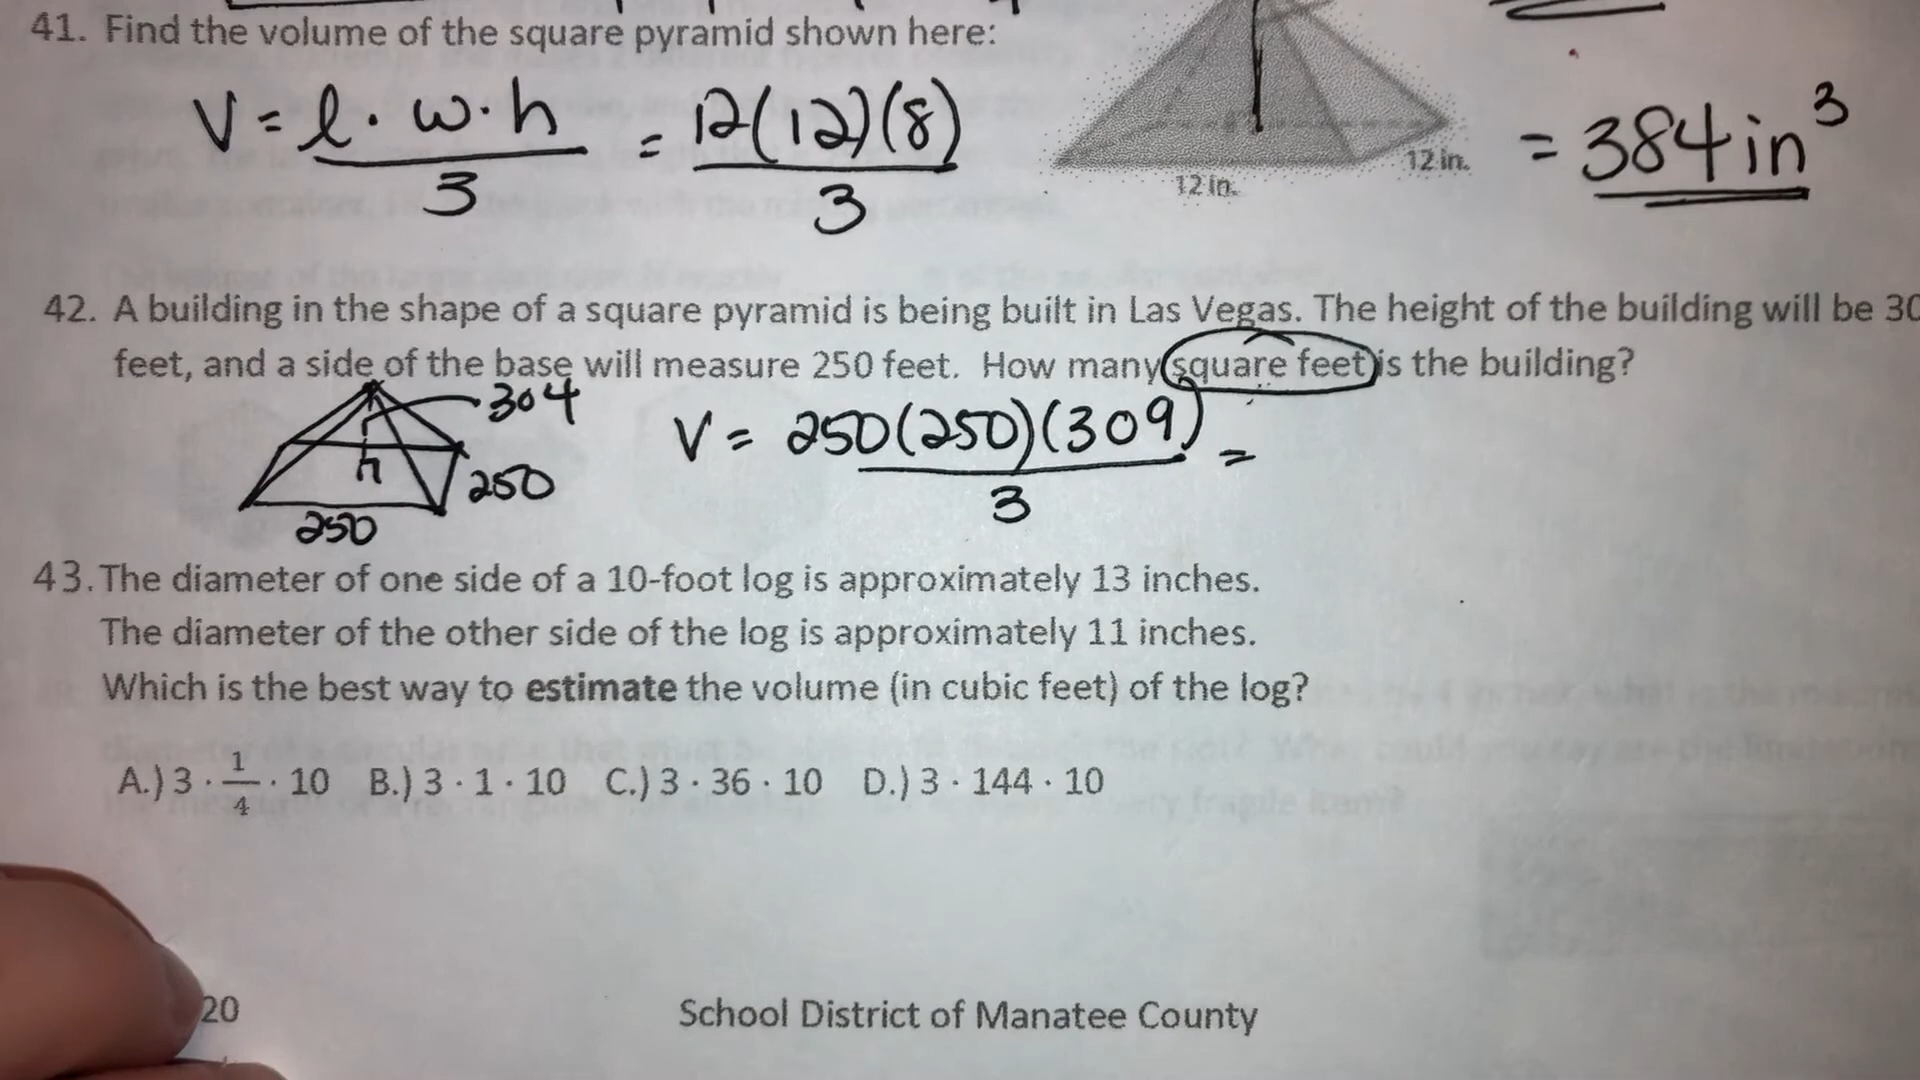 41. Find the volume of the square pyramid shown here:
V = l · w · h / 3 = 12(12)(8) / 3
12 in.
12 in.
= 384 in³
42. A building in the shape of a square pyramid is being built in Las Vegas. The height of the building will be 30
feet, and a side of the base will measure 250 feet. How many square feet is the building?
304
h
250
250
V = 250(250)(309) / 3 =
43. The diameter of one side of a 10-foot log is approximately 13 inches.
The diameter of the other side of the log is approximately 11 inches.
Which is the best way to estimate the volume (in cubic feet) of the log?
A.) 3 · 1/4 · 10 B.) 3 · 1 · 10 C.) 3 · 36 · 10 D.) 3 · 144 · 10
20
School District of Manatee County